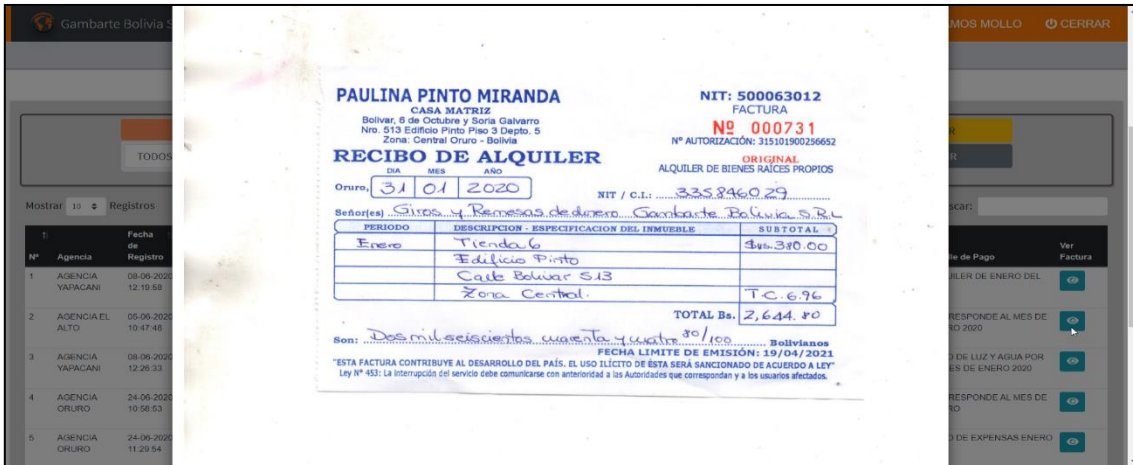 Gambarte Bolivia S
MOS MOLLO
CERRAR
PAULINA PINTO MIRANDA
CASA MATRIZ
Bolivar, 6 de Octubre y Soria Galvarro
Nro. 513 Edificio Pinto Piso 3 Depto. 5
Zona: Central Oruro - Bolivia
NIT: 500063012
FACTURA
Nº 000731
Nº AUTORIZACIÓN: 315101900256652
RECIBO DE ALQUILER
ORIGINAL
ALQUILER DE BIENES RAÍCES PROPIOS
DIA MES AÑO
Oruro, 31 01 2020
NIT / C.I.: 335846029
Señor(es) Giros y Remesas de dinero Gambarte Bolivia S.R.L
PERIODO DESCRIPCION - ESPECIFICACION DEL INMUEBLE SUBTOTAL
Enero Tienda 6 $us. 380.00
Edificio Pinto
Calle Bolivar 513
Zona Central. T.C. 6.96
TOTAL Bs. 2,644.80
Son: Dos mil seiscientos cuarenta y cuatro 80/100 Bolivianos
FECHA LIMITE DE EMISIÓN: 19/04/2021
"ESTA FACTURA CONTRIBUYE AL DESARROLLO DEL PAÍS. EL USO ILÍCITO DE ÉSTA SERÁ SANCIONADO DE ACUERDO A LEY"
Ley Nº 453: La interrupción del servicio debe comunicarse con anterioridad a las Autoridades que correspondan y a los usuarios afectados.
TODOS
R
R
Mostrar 10 Registros
scar:
Nº Agencia Fecha de Registro
lle de Pago Ver Factura
1 AGENCIA YAPACANI 08-06-2020 12:19:58
UILER DE ENERO DEL
2 AGENCIA EL ALTO 05-06-2020 10:47:48
RESPONDE AL MES DE
RO 2020
3 AGENCIA YAPACANI 08-06-2020 12:26:33
O DE LUZ Y AGUA POR
ES DE ENERO 2020
4 AGENCIA ORURO 24-06-2020 10:58:53
RESPONDE AL MES DE
RO
5 AGENCIA ORURO 24-06-2020 11:29:54
O DE EXPENSAS ENERO